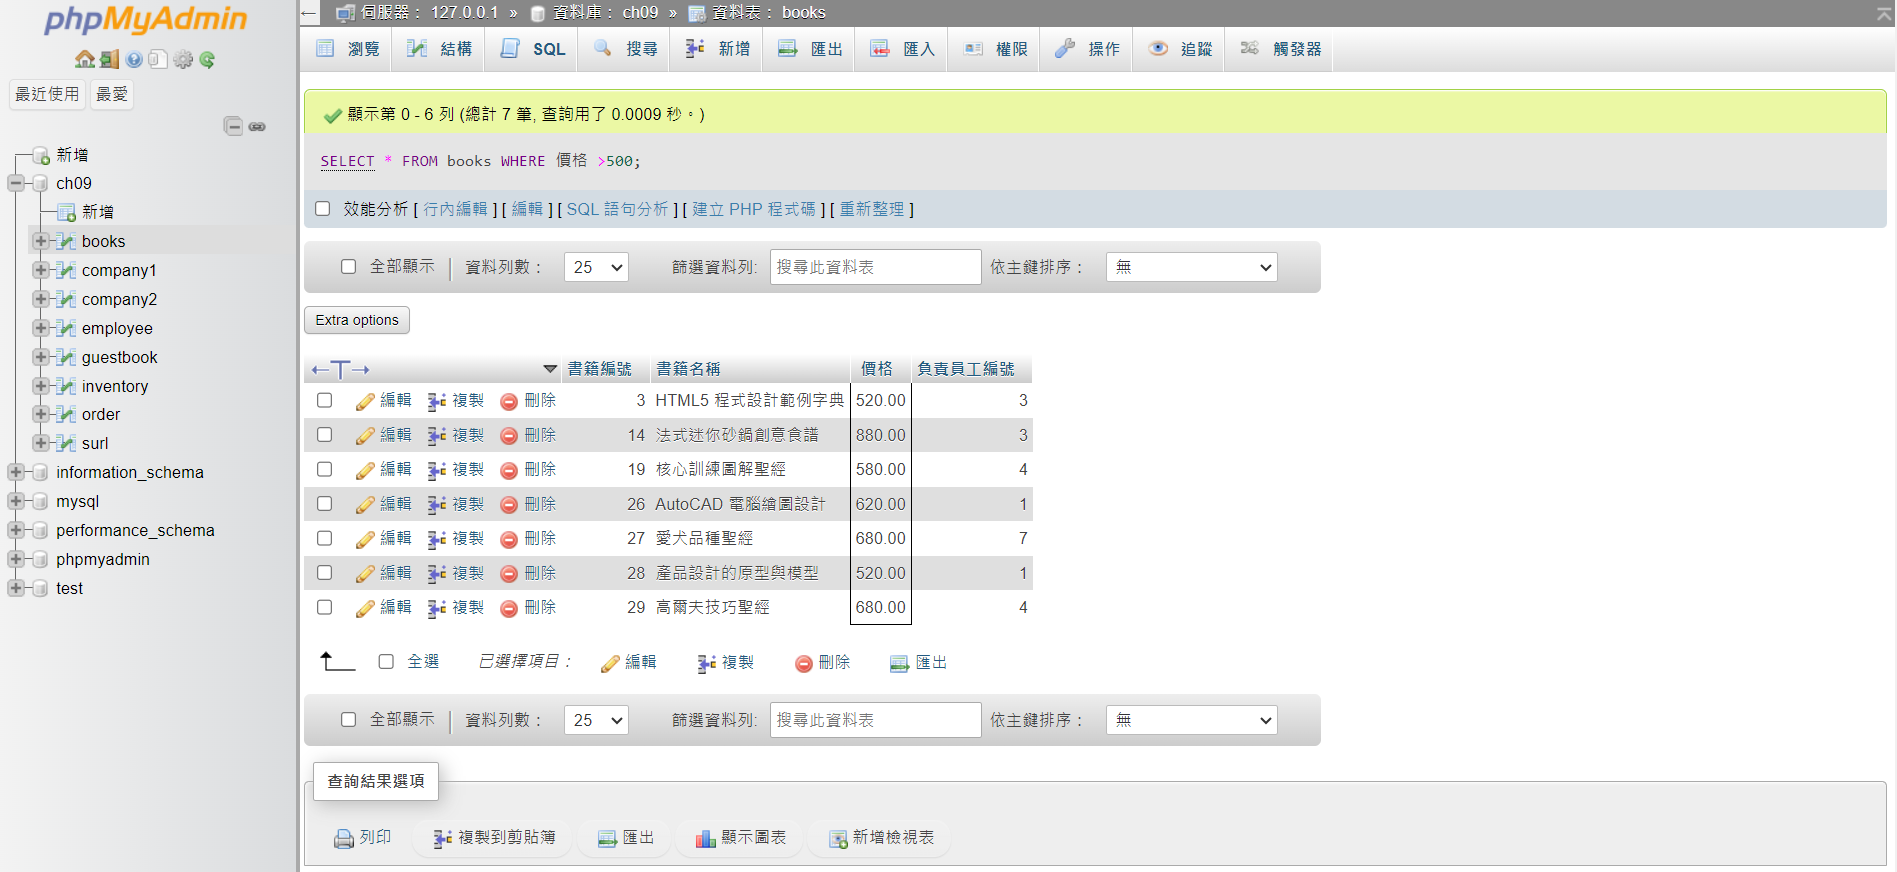 phpMyAdmin
最近使用 最愛
新增
ch09
新增
books
company1
company2
employee
guestbook
inventory
order
surl
information_schema
mysql
performance_schema
phpmyadmin
test
伺服器： 127.0.0.1 » 資料庫： ch09 » 資料表： books
瀏覽 結構 SQL 搜尋 新增 匯出 匯入 權限 操作 追蹤 觸發器
顯示第 0 - 6 列 (總計 7 筆, 查詢用了 0.0009 秒。)
SELECT * FROM books WHERE 價格 >500;
效能分析 [ 行內編輯 ] [ 編輯 ] [ SQL 語句分析 ] [ 建立 PHP 程式碼 ] [ 重新整理 ]
全部顯示 | 資料列數： 25 篩選資料列: 搜尋此資料表 依主鍵排序： 無
Extra options
←T→ 書籍編號 書籍名稱 價格 負責員工編號
編輯 複製 刪除 3 HTML5 程式設計範例字典 520.00 3
編輯 複製 刪除 14 法式迷你砂鍋創意食譜 880.00 3
編輯 複製 刪除 19 核心訓練圖解聖經 580.00 4
編輯 複製 刪除 26 AutoCAD 電腦繪圖設計 620.00 1
編輯 複製 刪除 27 愛犬品種聖經 680.00 7
編輯 複製 刪除 28 產品設計的原型與模型 520.00 1
編輯 複製 刪除 29 高爾夫技巧聖經 680.00 4
全選 已選擇項目： 編輯 複製 刪除 匯出
全部顯示 | 資料列數： 25 篩選資料列: 搜尋此資料表 依主鍵排序： 無
查詢結果選項
列印 複製到剪貼簿 匯出 顯示圖表 新增檢視表